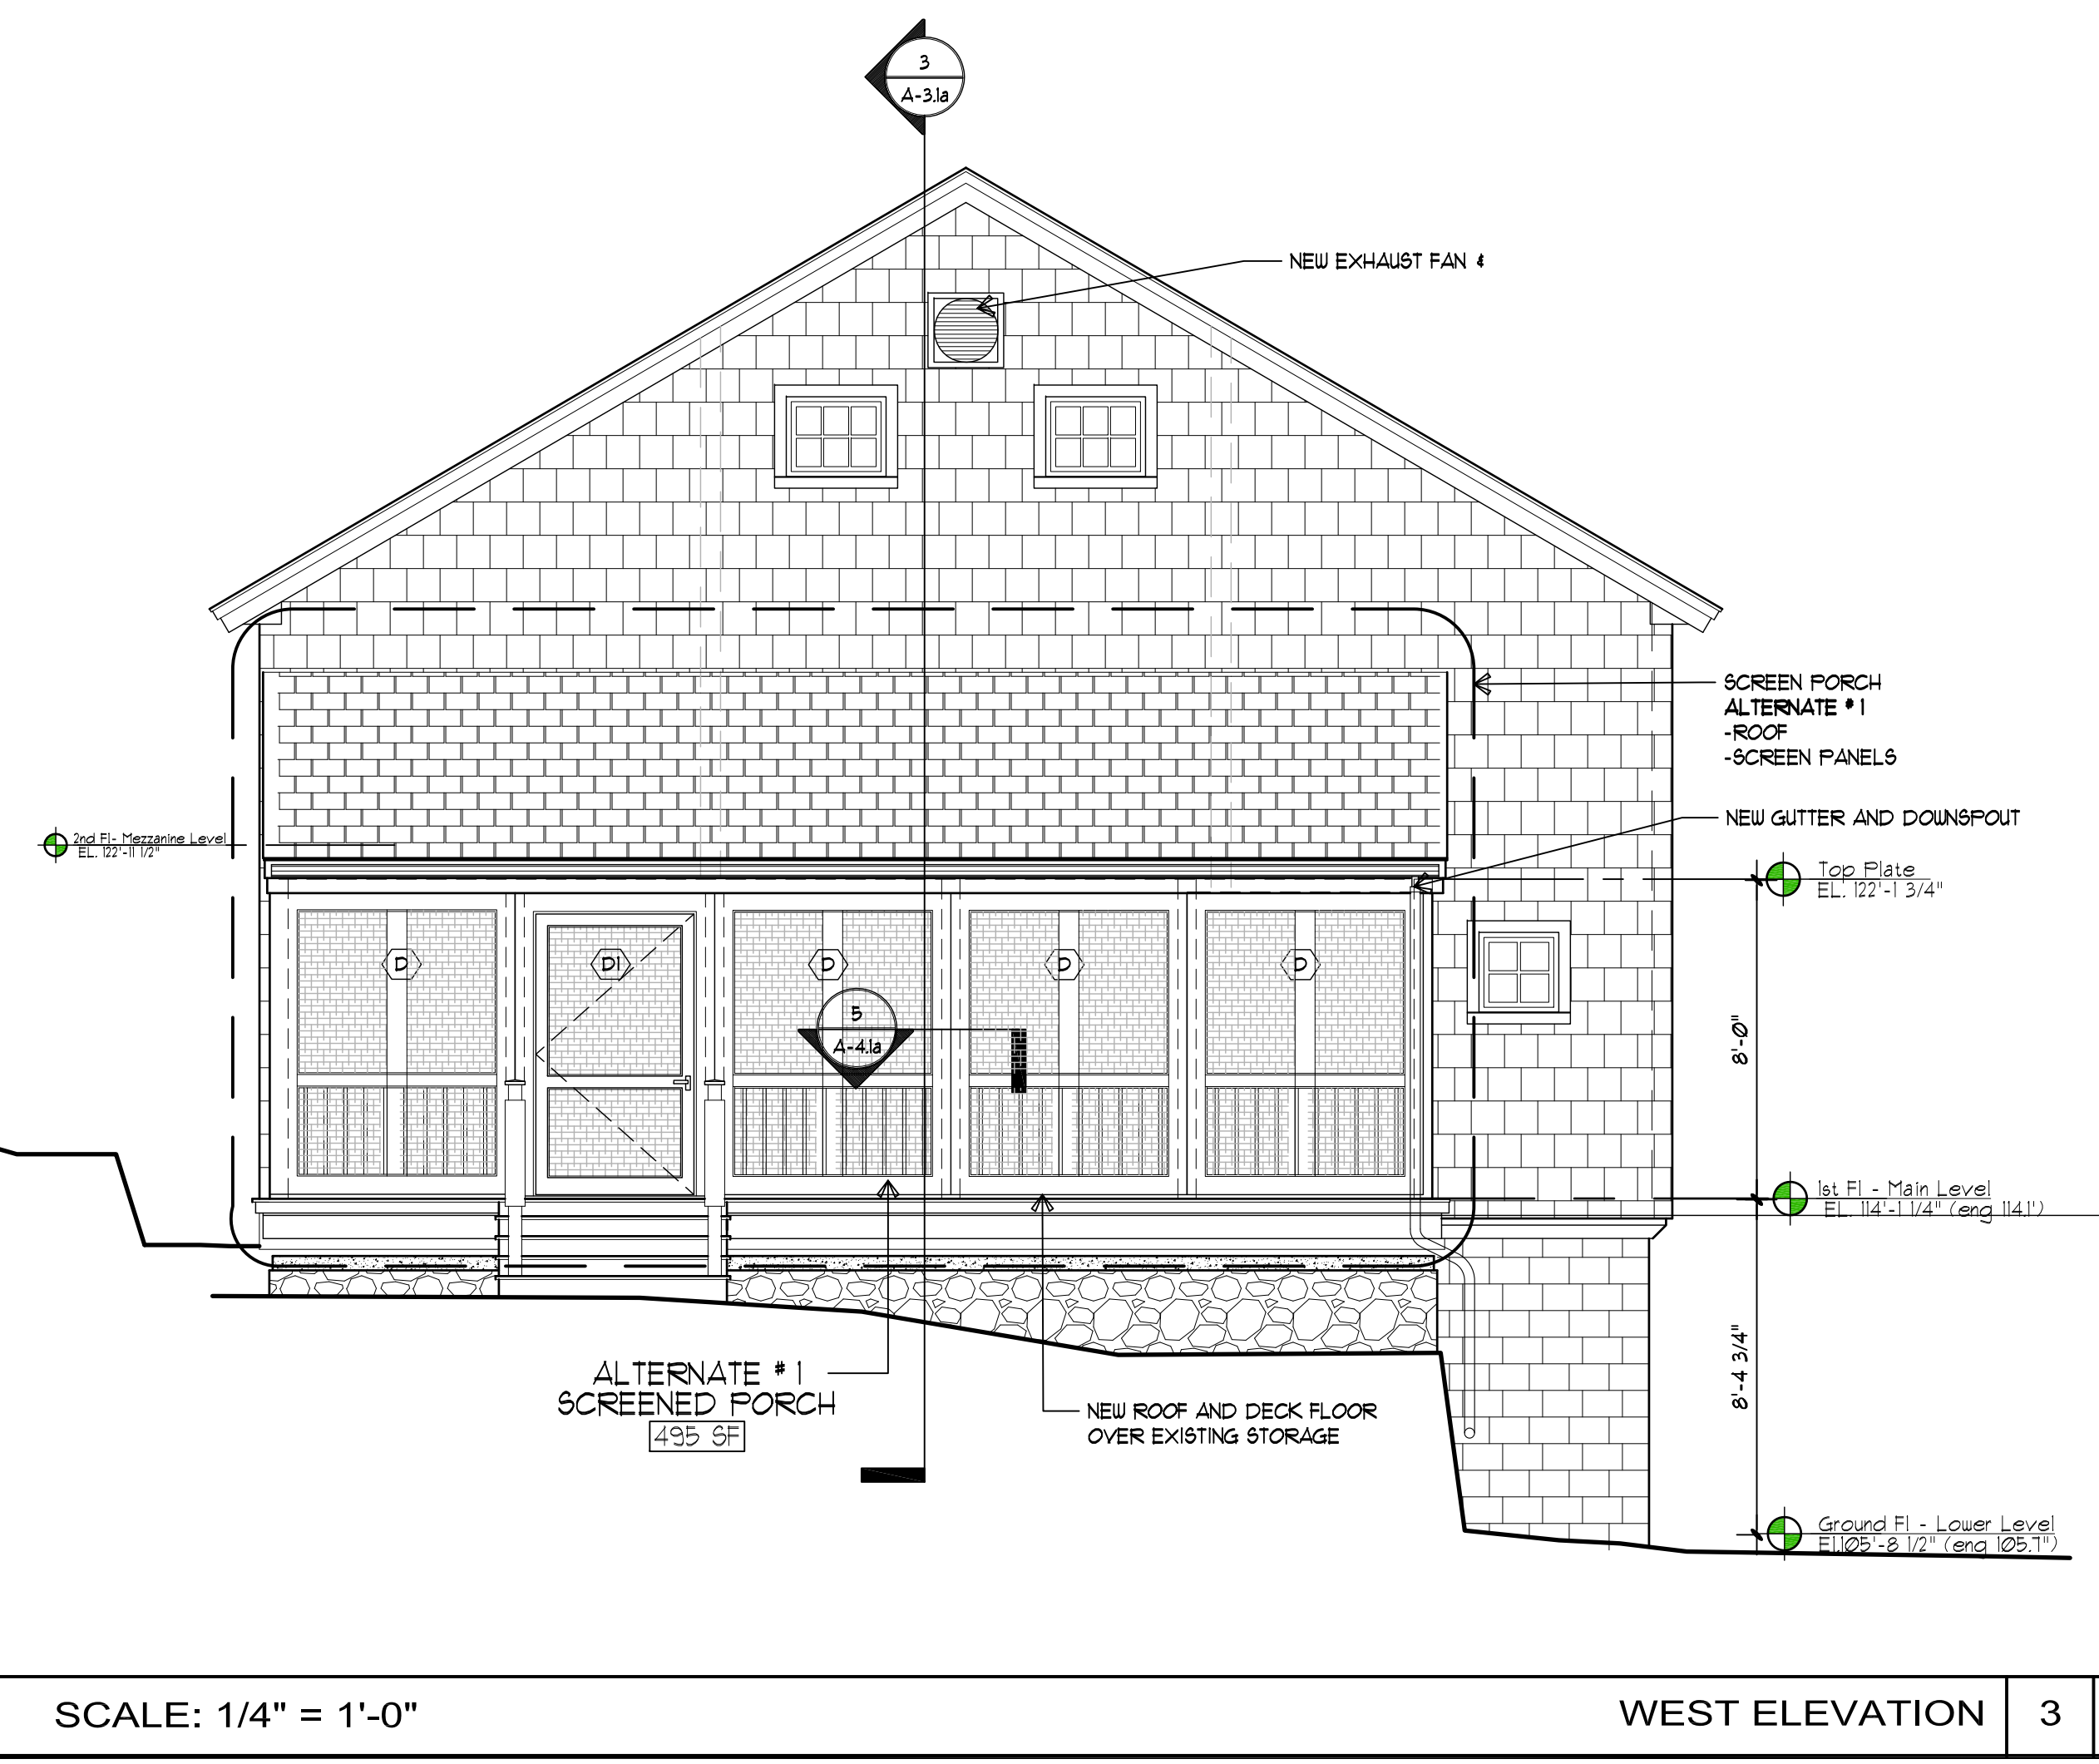 3
A-3.1a
NEW EXHAUST FAN &
SCREEN PORCH
ALTERNATE #1
-ROOF
-SCREEN PANELS
NEW GUTTER AND DOWNSPOUT
2nd Fl- Mezzanine Level
EL. 122'-11 1/2"
Top Plate
EL. 122'-1 3/4"
D
D1
D
D
D
5
A-4.1a
8'-0"
1st Fl - Main Level
EL. 114'-1 1/4" (eng 114.1')
8'-4 3/4"
ALTERNATE # 1
SCREENED PORCH
495 SF
NEW ROOF AND DECK FLOOR
OVER EXISTING STORAGE
Ground Fl - Lower Level
El.105'-8 1/2" (eng 105.7')
SCALE: 1/4" = 1'-0"
WEST ELEVATION
3